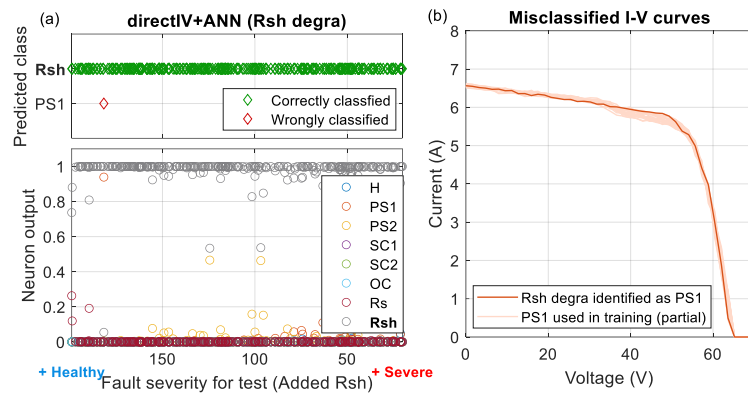 (a)
directIV+ANN (Rsh degra)
Predicted class
Rsh
PS1
Correctly classfied
Wrongly classified
Neuron output
1
0.8
0.6
0.4
0.2
0
H
PS1
PS2
SC1
SC2
OC
Rs
Rsh
150
100
50
+ Healthy
Fault severity for test (Added Rsh)
+ Severe
(b)
Misclassified I-V curves
Current (A)
8
7
6
5
4
3
2
1
0
Rsh degra identified as PS1
PS1 used in training (partial)
0
20
40
60
Voltage (V)